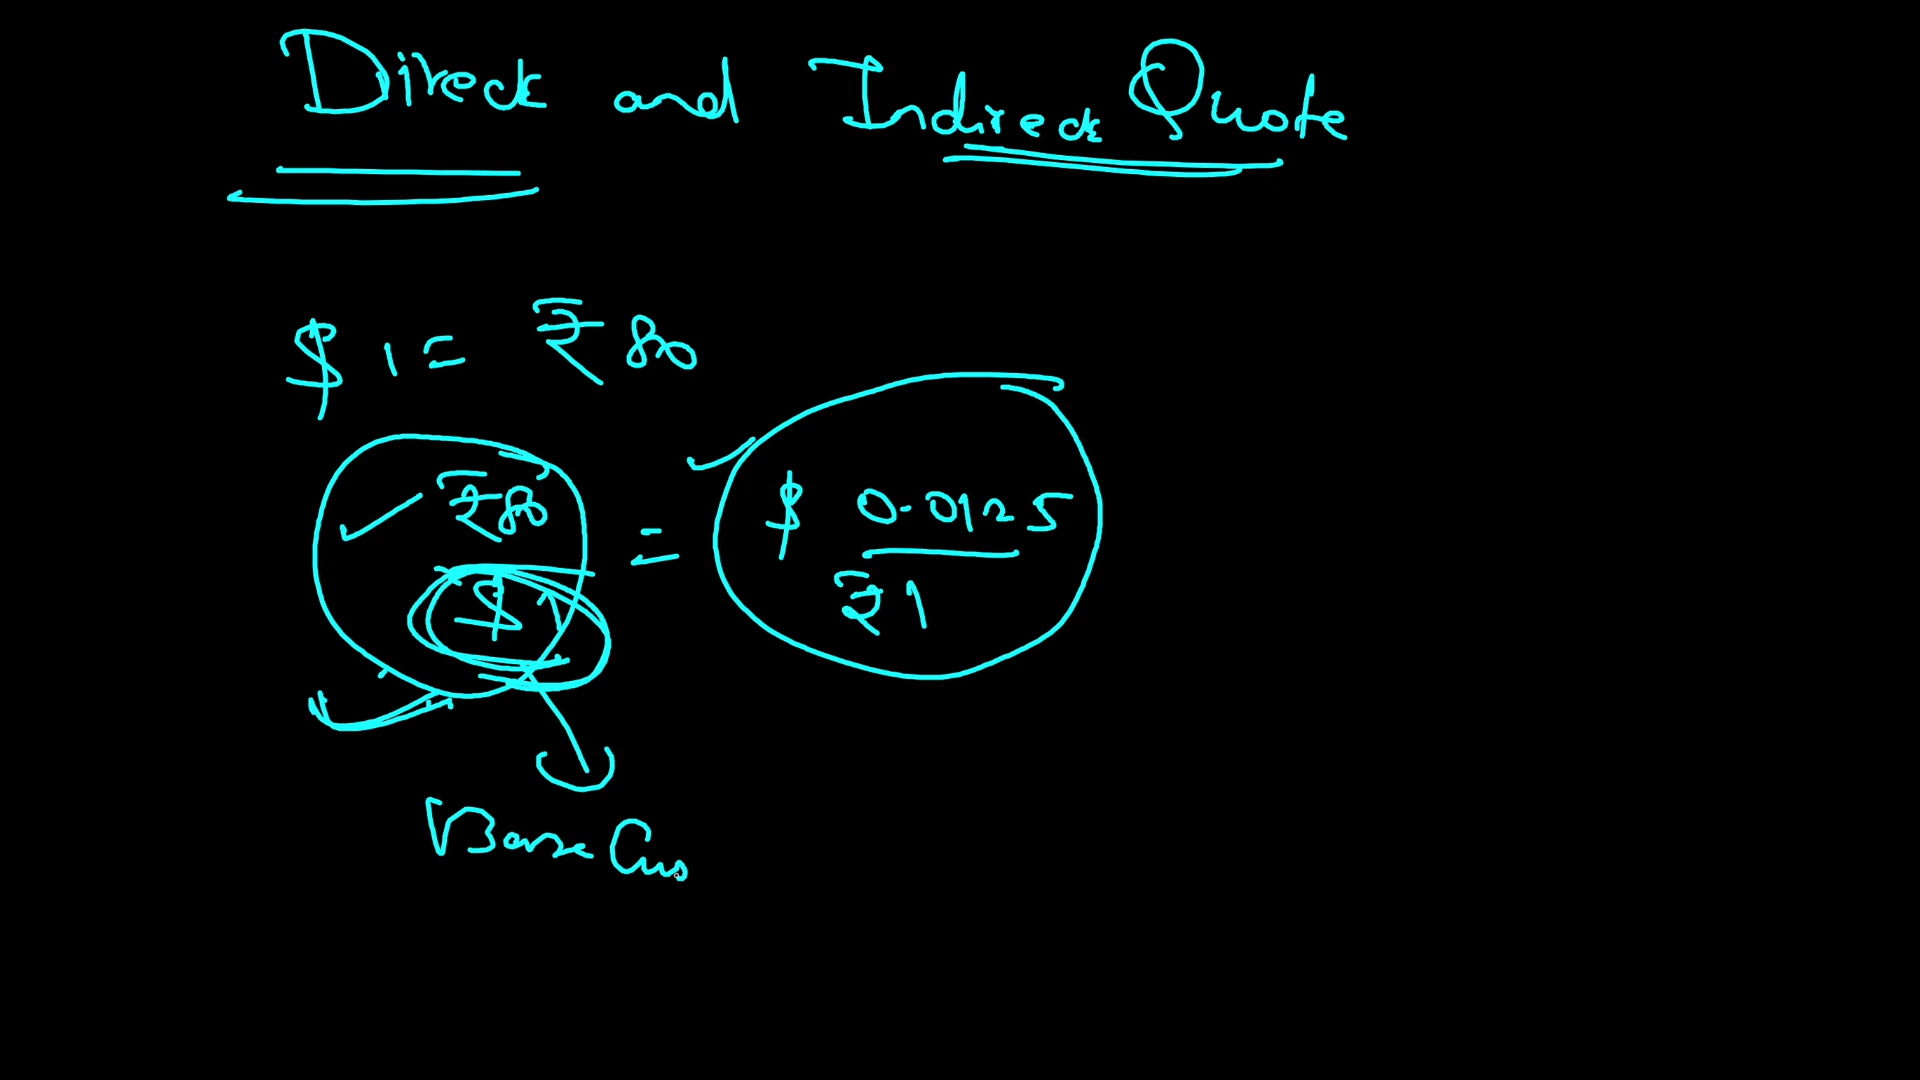 Direct and Indirect Quote
$ 1 = ₹ 80
₹80 = $ 0.0125
$1 ₹1
Base Cur